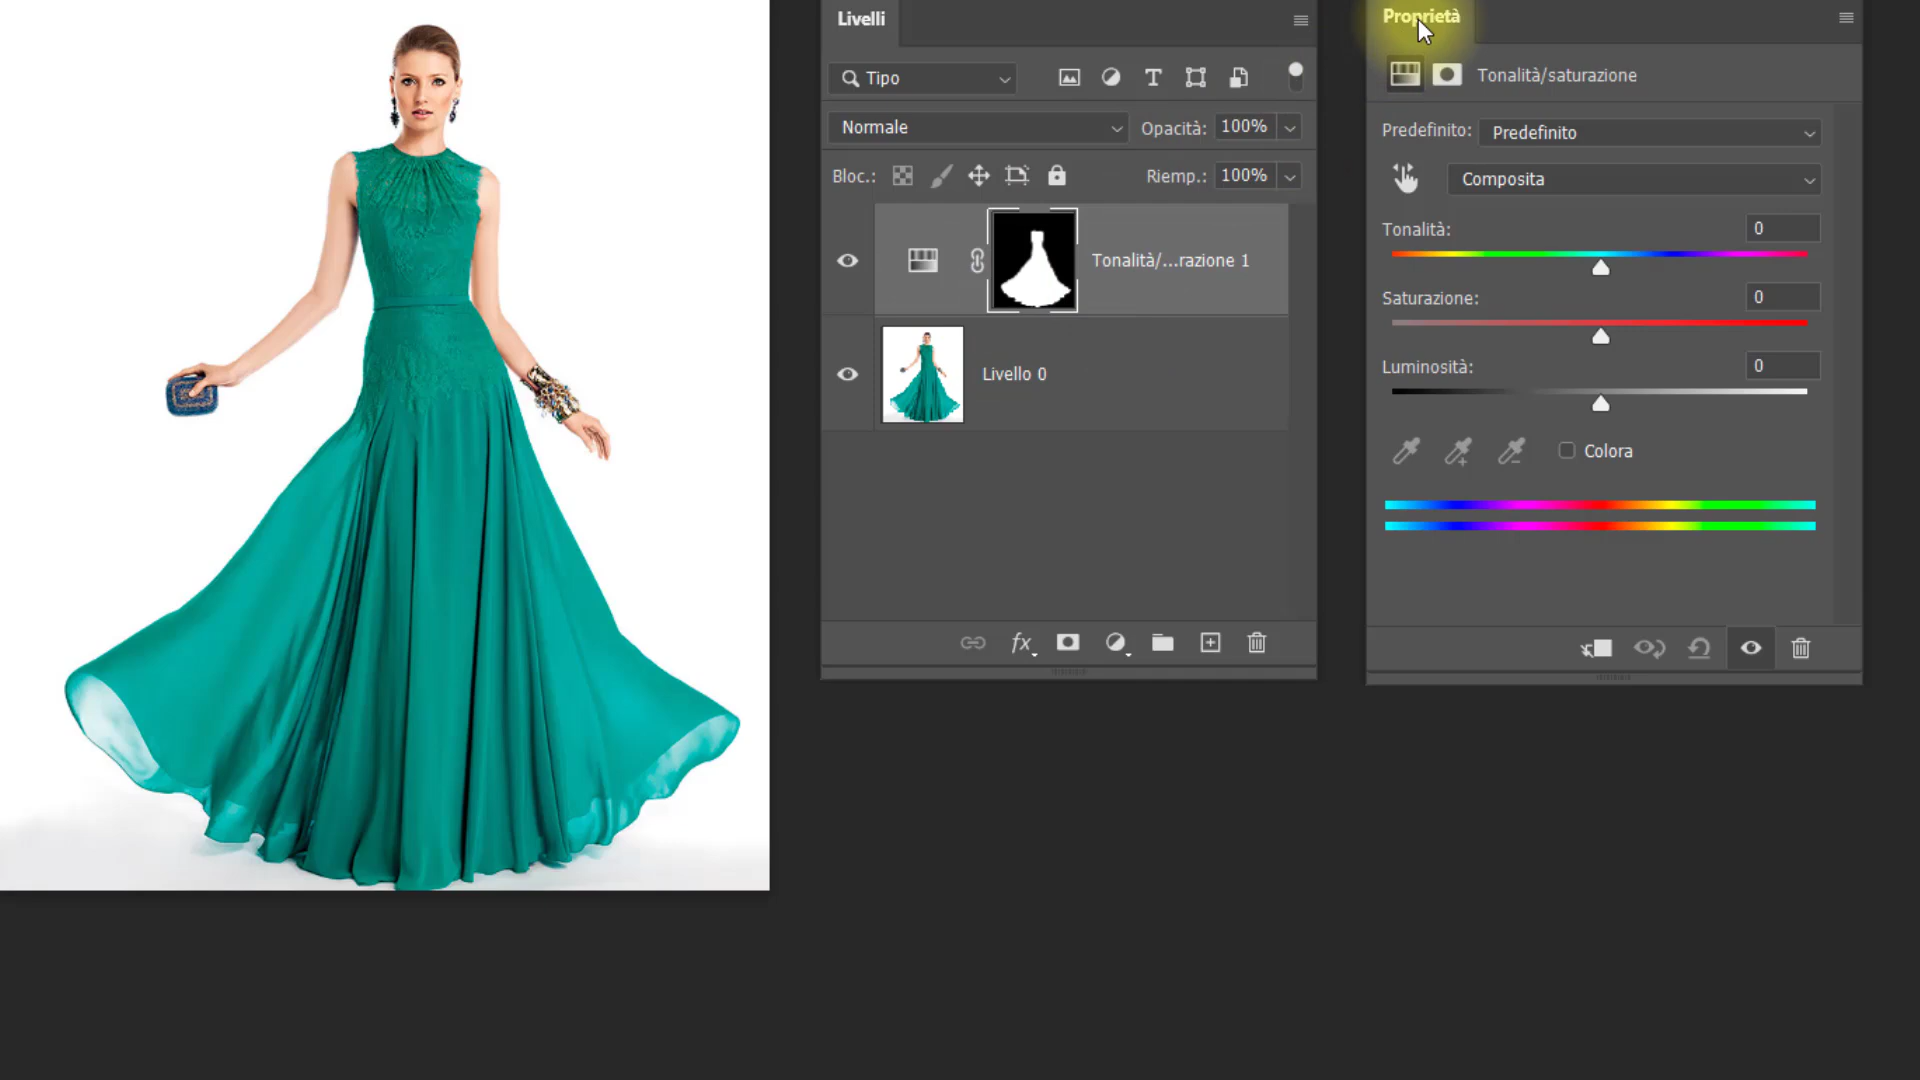 Livelli
Tipo
Normale
Opacità: 100%
Bloc.:
Riemp.: 100%
Tonalità/...razione 1
Livello 0
fx
Proprietà
Tonalità/saturazione
Predefinito: Predefinito
Composita
Tonalità: 0
Saturazione: 0
Luminosità: 0
Colora